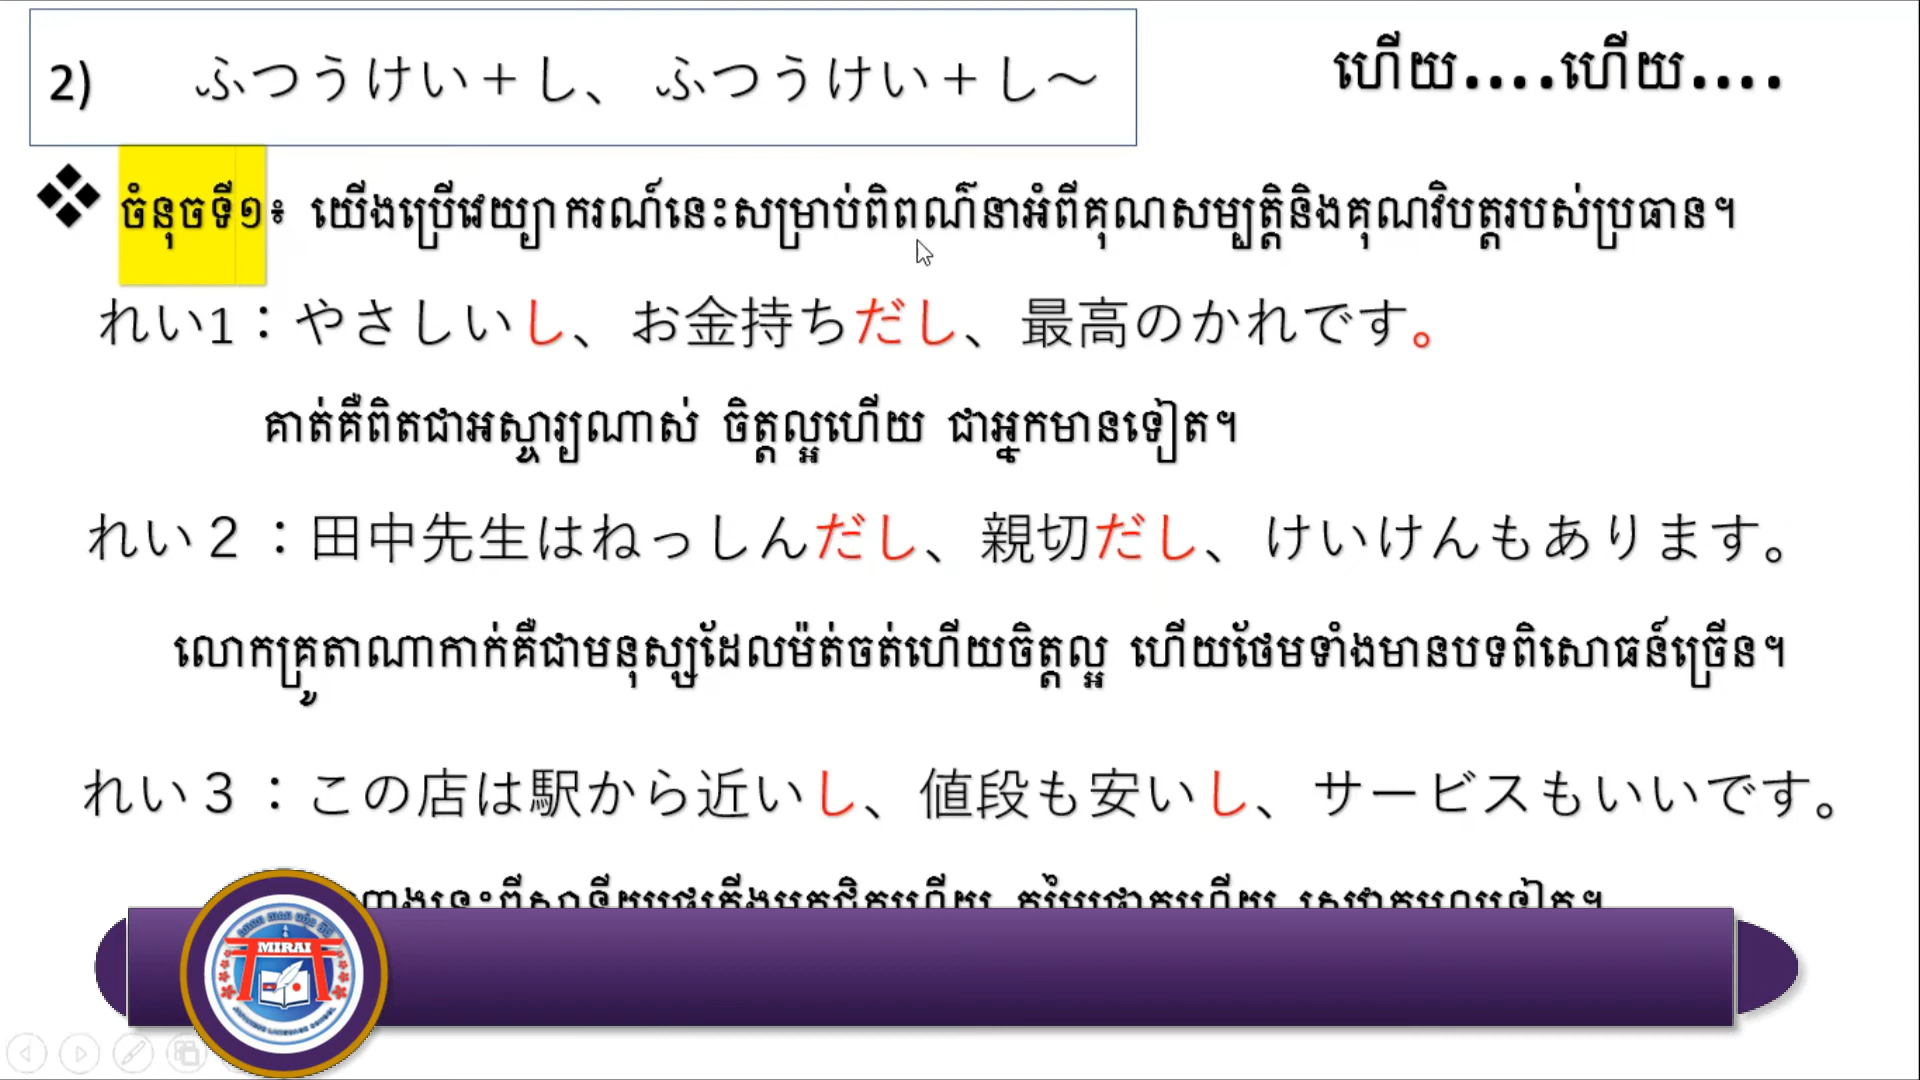 2) ふつうけい＋し、 ふつうけい＋し～
ហើយ....ហើយ....
ចំនុចទី១៖ យើងប្រើវេយ្យាករណ៍នេះសម្រាប់ពិពណ៌នាអំពីគុណសម្បត្តិនិងគុណវិបត្តរបស់ប្រធាន។
れい1：やさしいし、お金持ちだし、最高のかれです。
គាត់គឺពិតជាអស្ចារ្យណាស់ ចិត្តល្អហើយ ជាអ្នកមានទៀត។
れい２：田中先生はねっしんだし、親切だし、けいけんもあります。
លោកគ្រូតាណាកាក់គឺជាមនុស្សដែលម៉ត់ចត់ហើយចិត្តល្អ ហើយថែមទាំងមានបទពិសោធន៍ច្រើន។
れい３：この店は駅から近いし、値段も安いし、サービスもいいです。
MIRAI